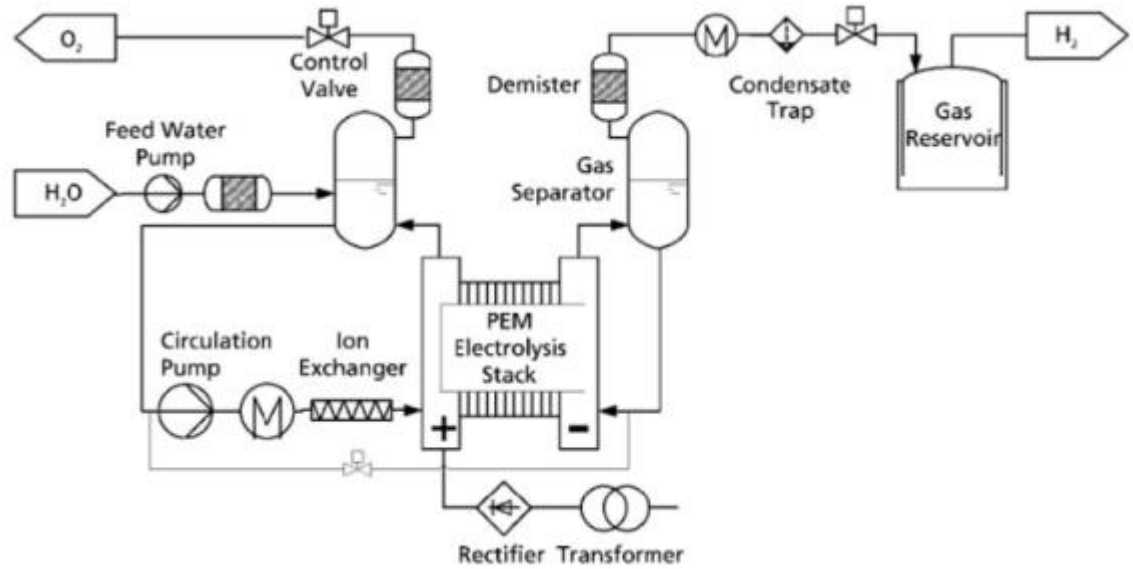 O₂
Control
Valve
Demister
Condensate
Trap
H₂
Gas
Reservoir
Feed Water
Pump
H₂O
Gas
Separator
PEM
Electrolysis
Stack
Circulation
Pump
Ion
Exchanger
M
M
+
-
Rectifier
Transformer